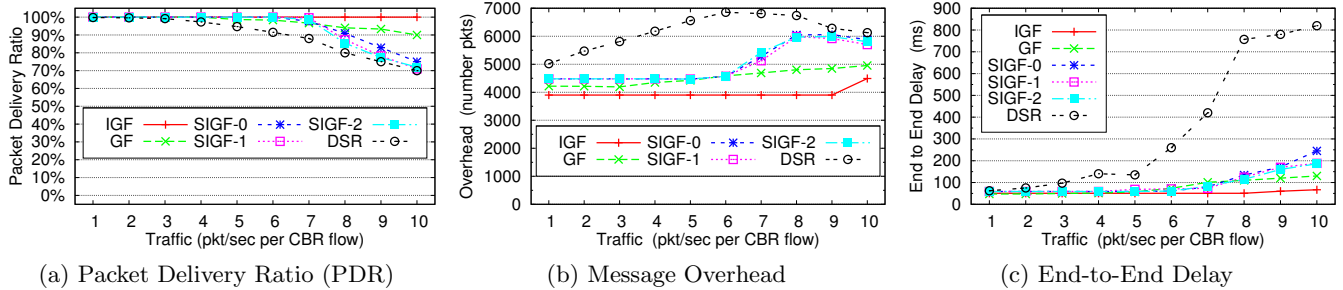 100%
90%
80%
70%
60%
50%
40%
30%
20%
10%
0%
Packet Delivery Ratio
IGF
GF
SIGF-0
SIGF-1
SIGF-2
DSR
1 2 3 4 5 6 7 8 9 10
Traffic (pkt/sec per CBR flow)
(a) Packet Delivery Ratio (PDR)
7000
6000
5000
4000
3000
2000
1000
0
Overhead (number pkts)
IGF
GF
SIGF-0
SIGF-1
SIGF-2
DSR
1 2 3 4 5 6 7 8 9 10
Traffic (pkt/sec per CBR flow)
(b) Message Overhead
900
800
700
600
500
400
300
200
100
0
End to End Delay (ms)
IGF
GF
SIGF-0
SIGF-1
SIGF-2
DSR
1 2 3 4 5 6 7 8 9 10
Traffic (pkt/sec per CBR flow)
(c) End-to-End Delay